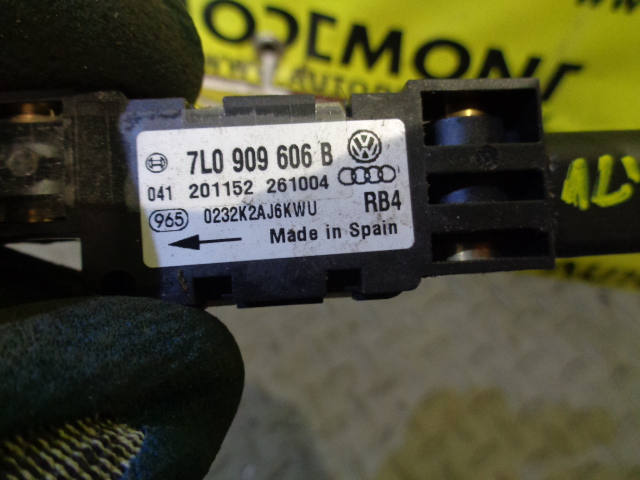 7L0 909 606 B
041 201152 261004
965 0232K2AJ6KWU RB4
Made in Spain